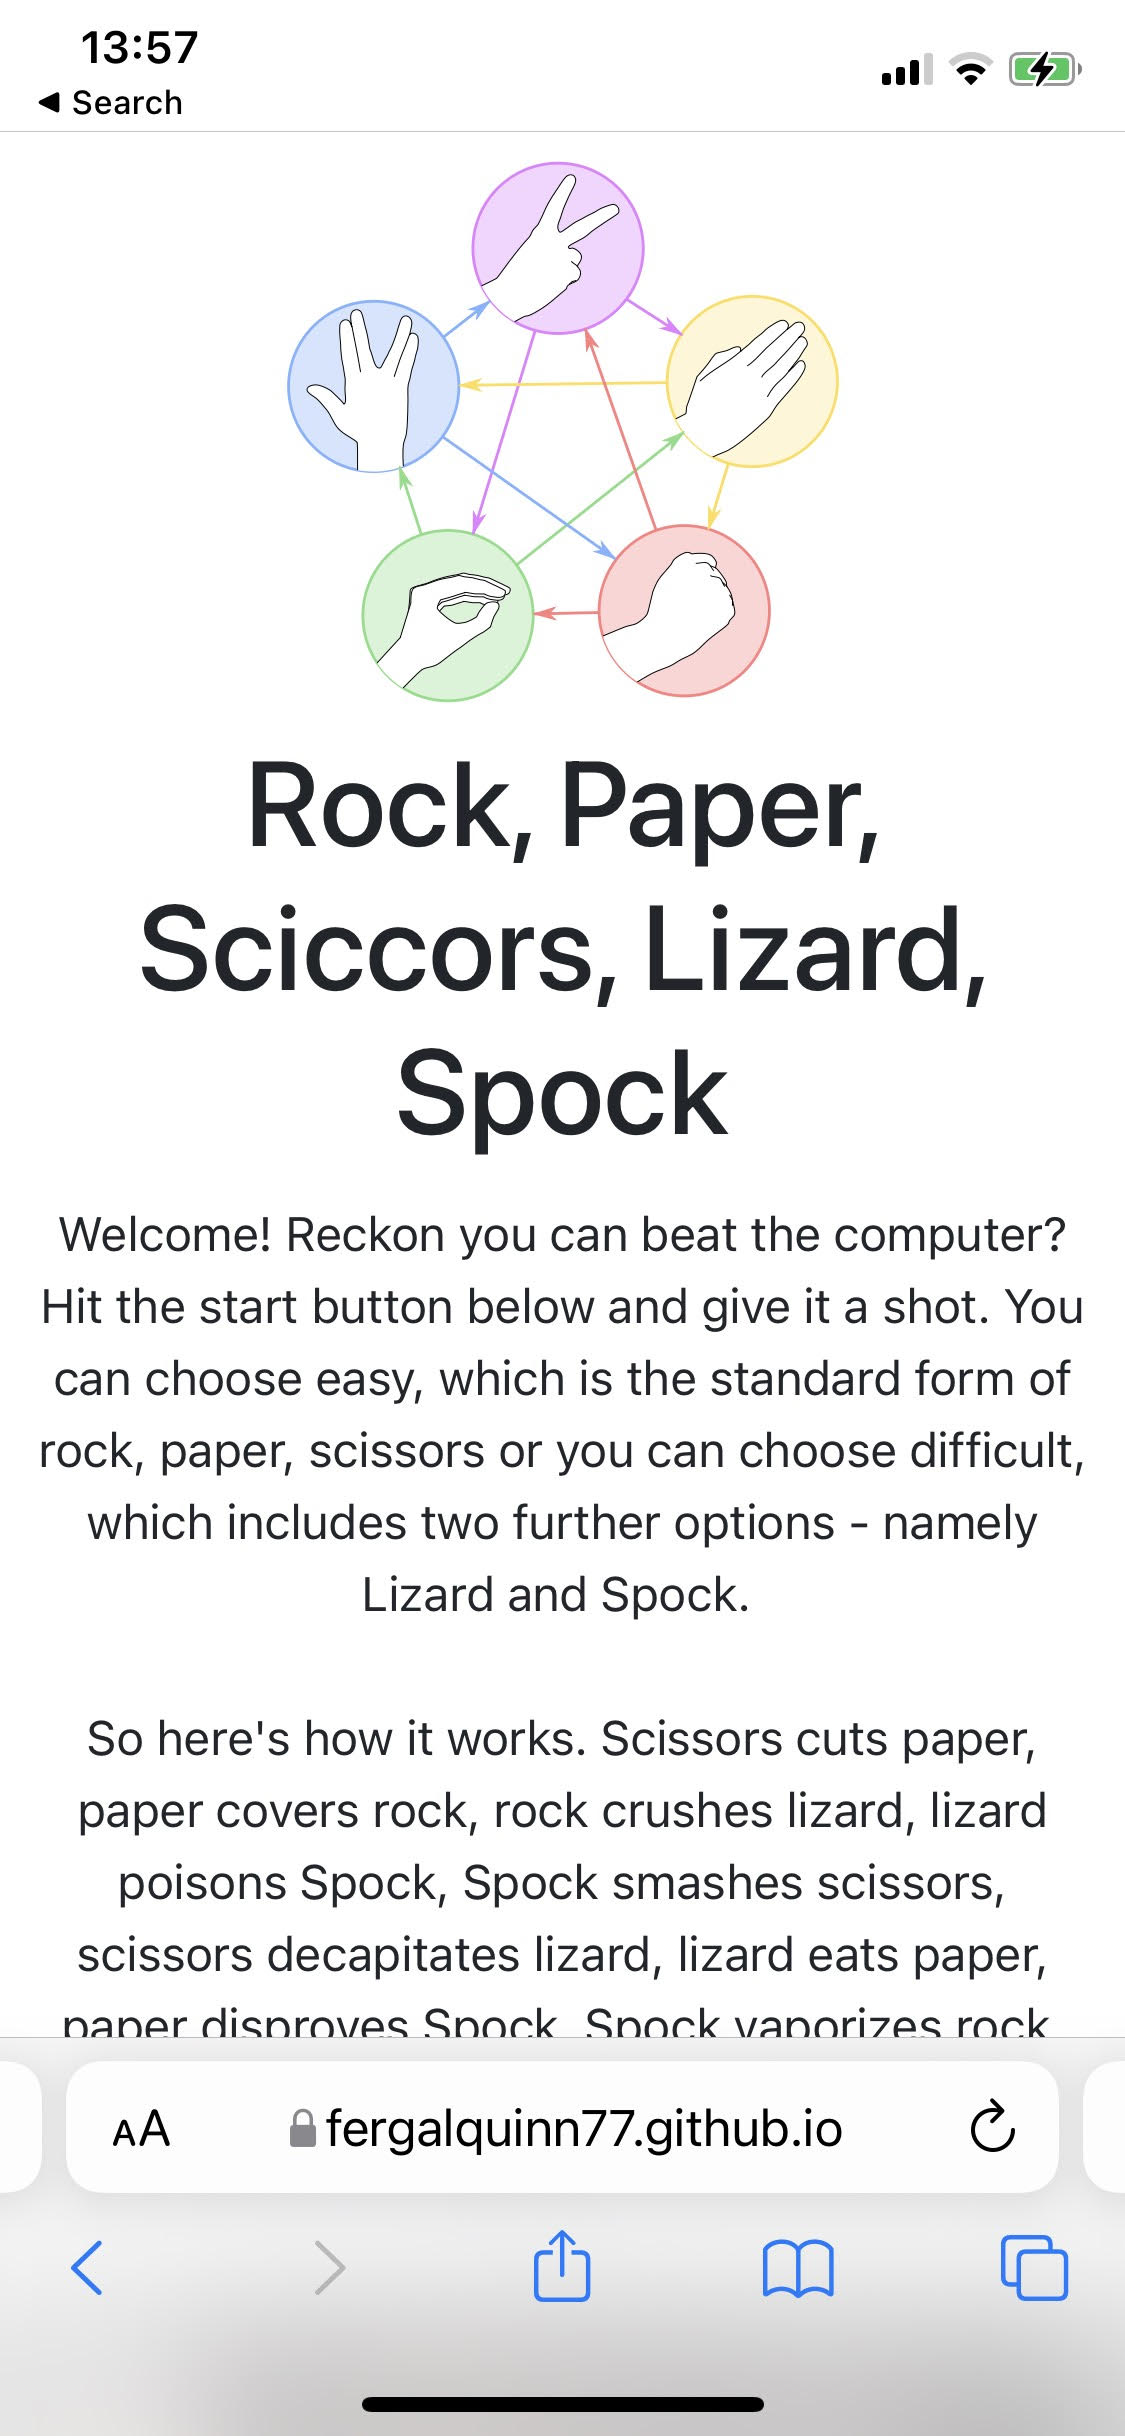 13:57
◀ Search
Rock, Paper,
Sciccors, Lizard,
Spock
Welcome! Reckon you can beat the computer?
Hit the start button below and give it a shot. You
can choose easy, which is the standard form of
rock, paper, scissors or you can choose difficult,
which includes two further options - namely
Lizard and Spock.
So here's how it works. Scissors cuts paper,
paper covers rock, rock crushes lizard, lizard
poisons Spock, Spock smashes scissors,
scissors decapitates lizard, lizard eats paper,
paper disproves Spock, Spock vaporizes rock
AA fergalquinn77.github.io